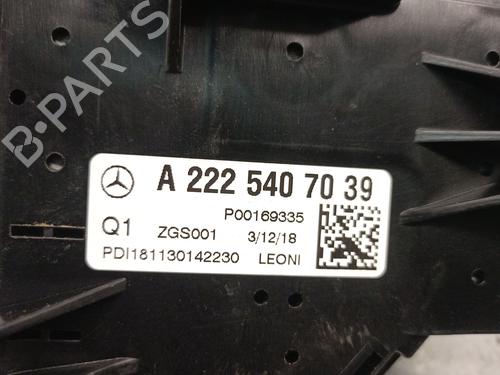 B-PARTS
A 222 540 70 39
P00169335
Q1 ZGS001 3/12/18
PDI181130142230 LEONI